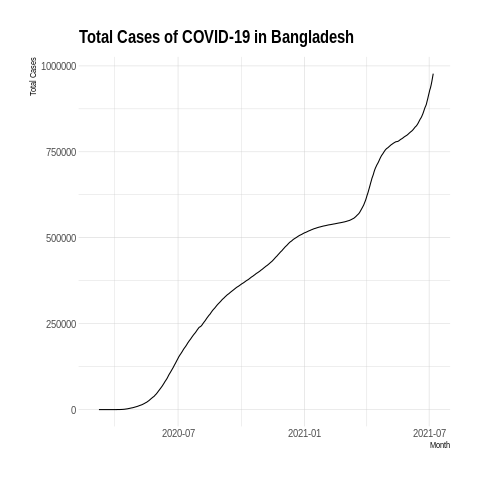 Total Cases of COVID-19 in Bangladesh
Total Cases
1000000
750000
500000
250000
0
2020-07
2021-01
2021-07
Month